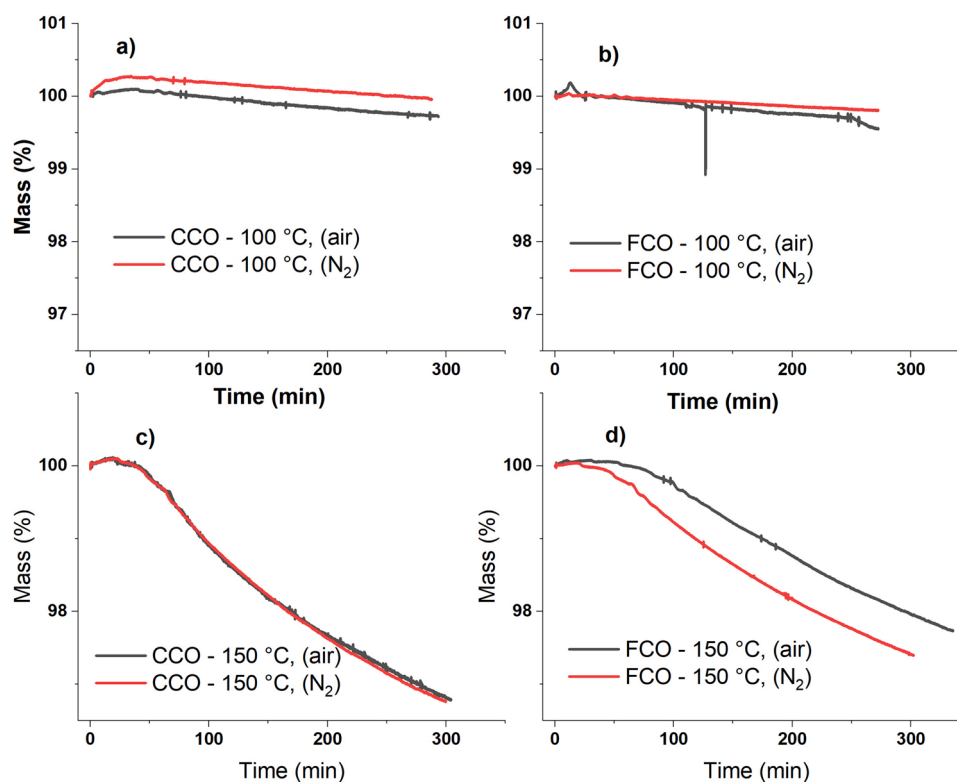 a)
101
100
99
98
97
Mass (%)
CCO - 100 °C, (air)
CCO - 100 °C, (N₂)
0 100 200 300
Time (min)
b)
101
100
99
98
97
FCO - 100 °C, (air)
FCO - 100 °C, (N₂)
0 100 200 300
Time (min)
c)
100
98
Mass (%)
CCO - 150 °C, (air)
CCO - 150 °C, (N₂)
0 100 200 300
Time (min)
d)
100
98
Mass (%)
FCO - 150 °C, (air)
FCO - 150 °C, (N₂)
0 100 200 300
Time (min)